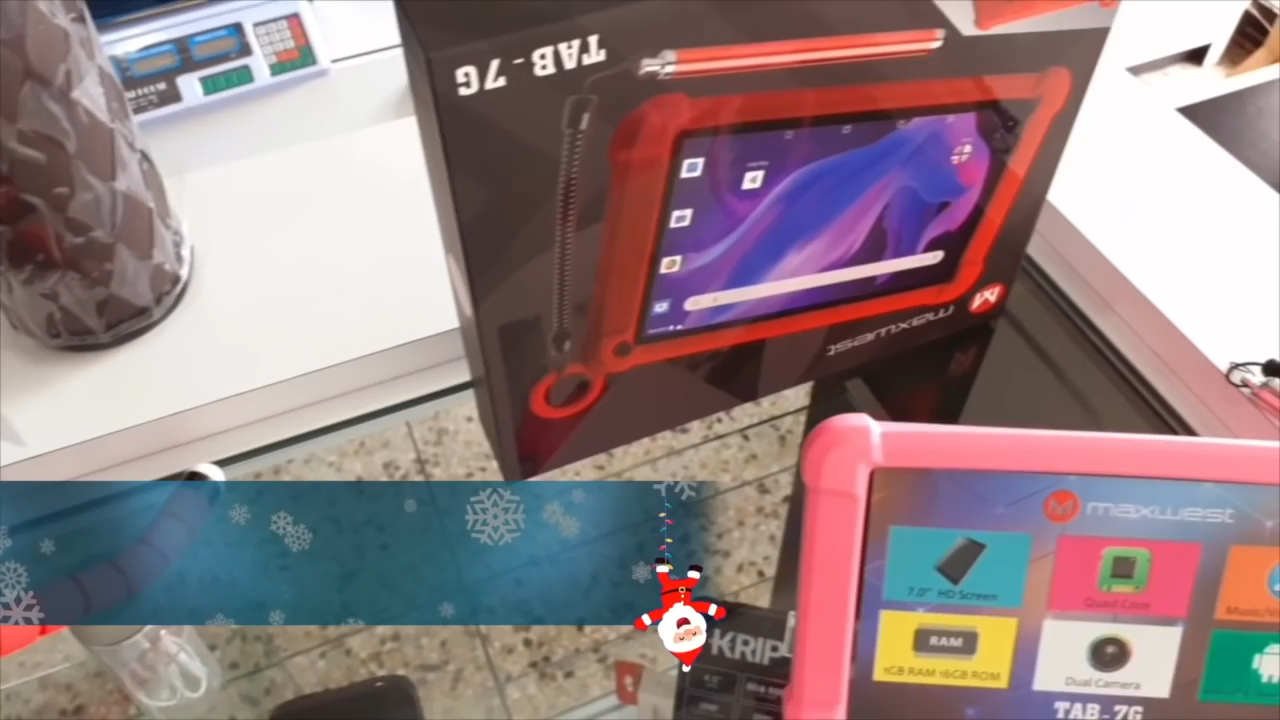 TAB-7G
maxwest
maxwest
7.0" HD Screen
Quad Core
RAM
1GB RAM 16GB ROM
Dual Camera
TAB-7G
KRIP